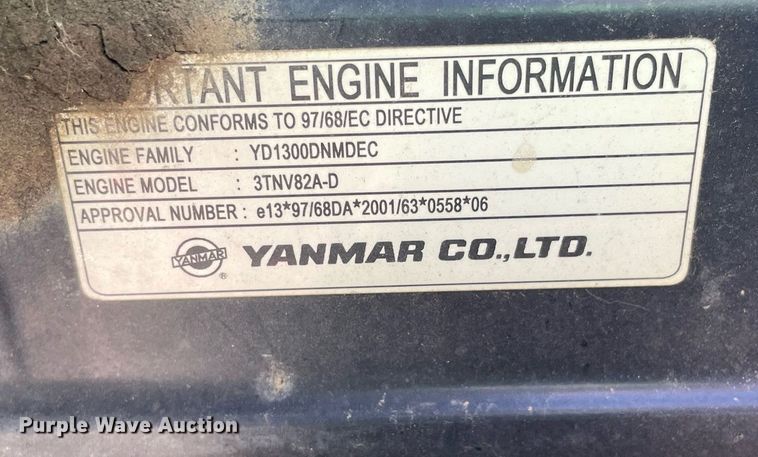 RTANT ENGINE INFORMATION
THIS ENGINE CONFORMS TO 97/68/EC DIRECTIVE
ENGINE FAMILY : YD1300DNMDEC
ENGINE MODEL : 3TNV82A-D
APPROVAL NUMBER : e13*97/68DA*2001/63*0558*06
YANMAR ® YANMAR CO.,LTD.
Purple Wave Auction